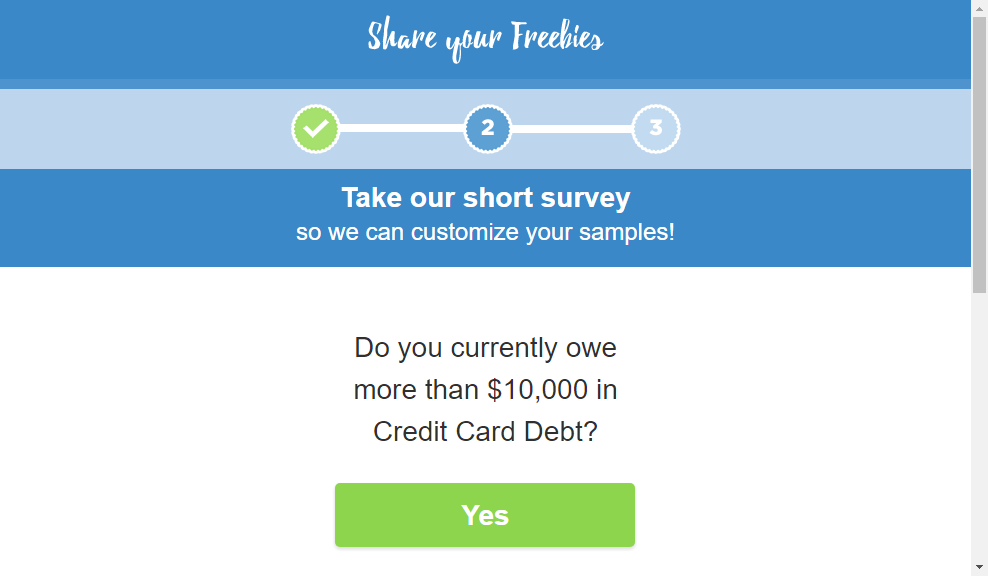 Share your Freebies
2
3
Take our short survey
so we can customize your samples!
Do you currently owe
more than $10,000 in
Credit Card Debt?
Yes